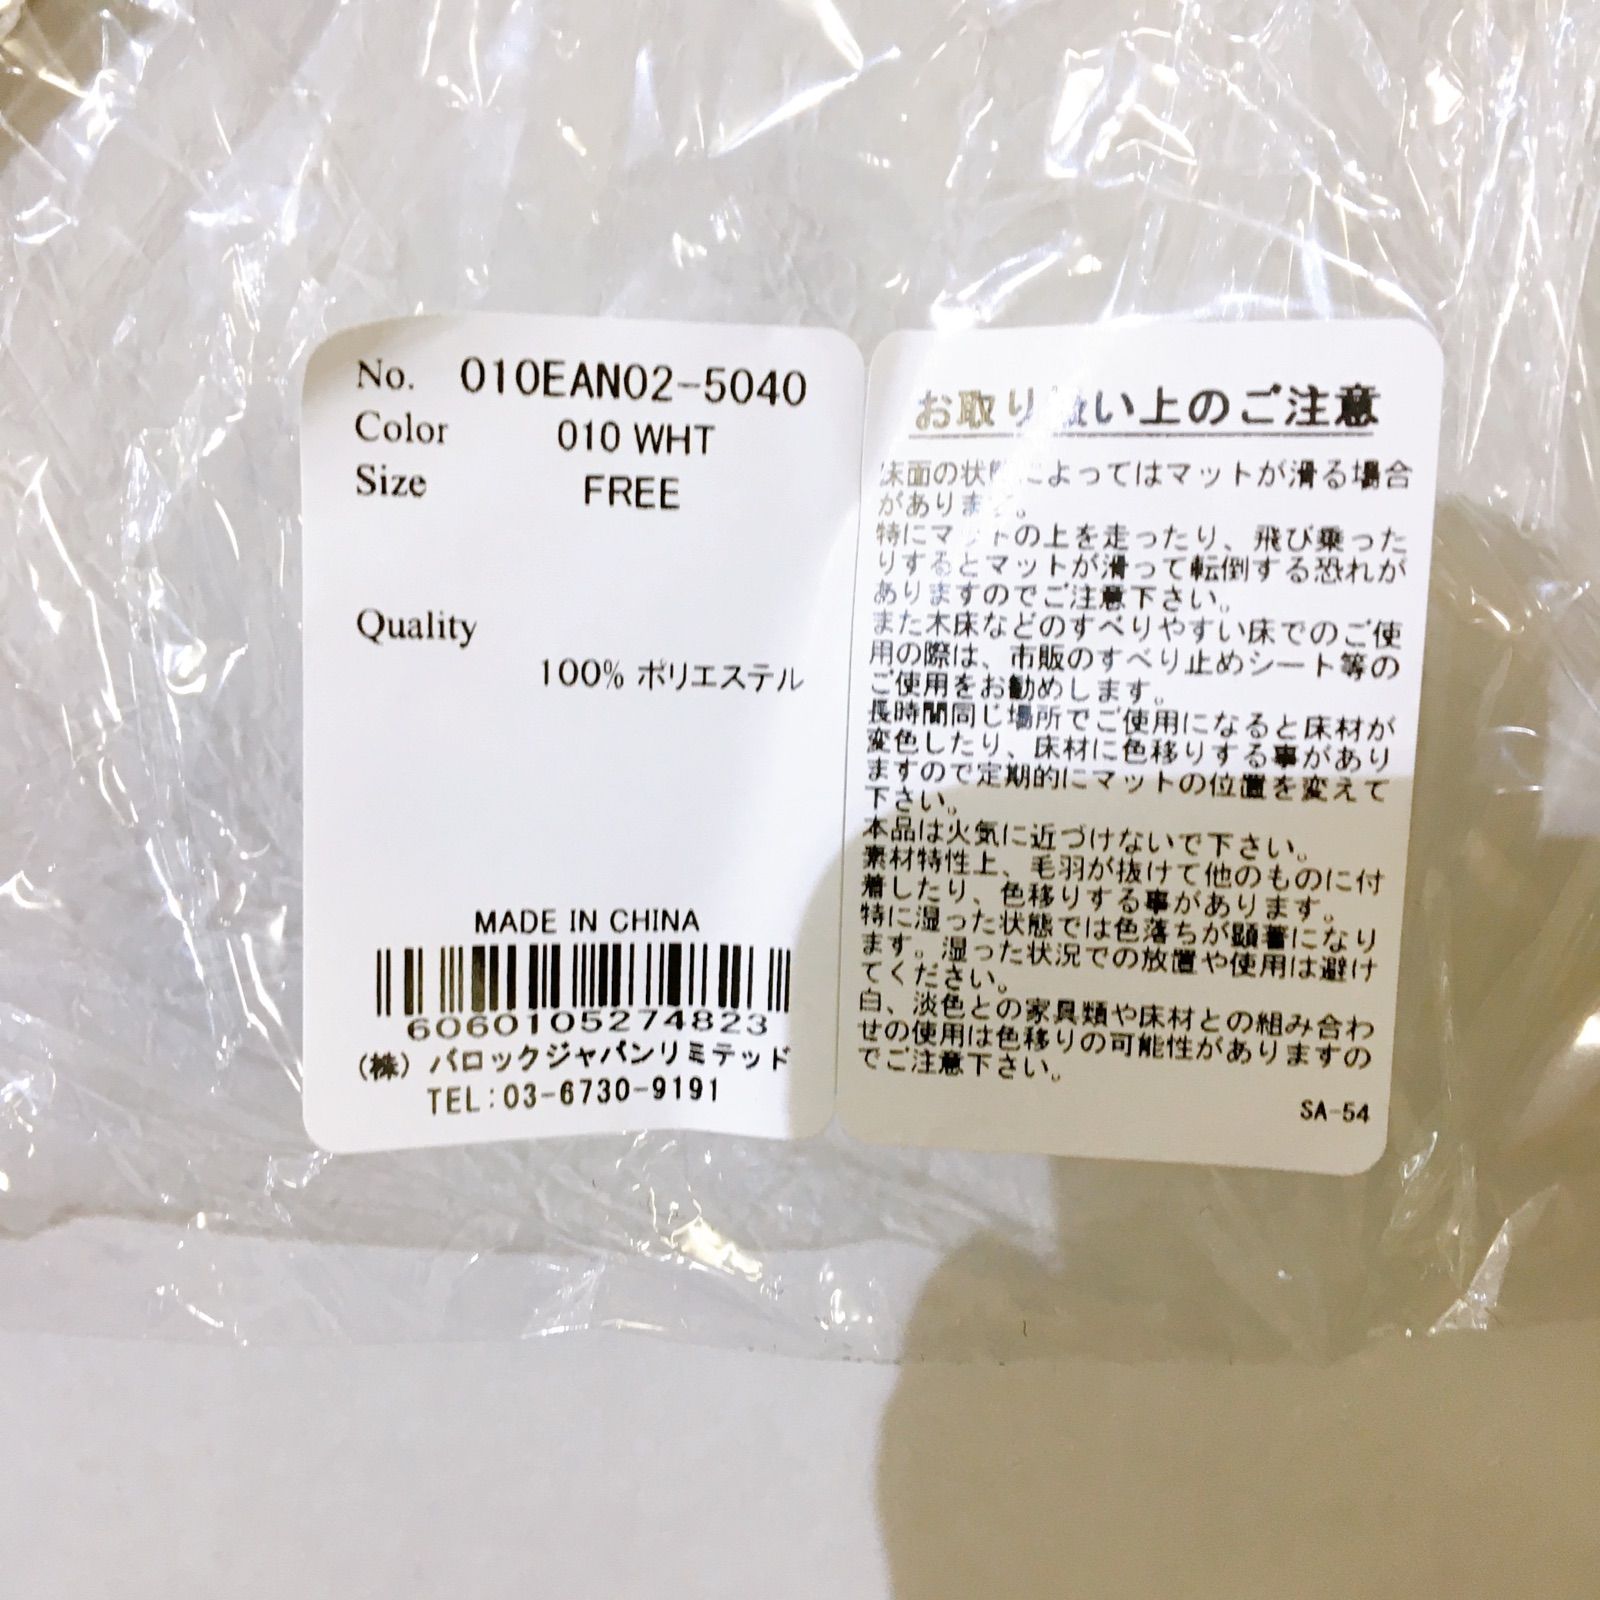 No. 010EAN02-5040
Color 010 WHT
Size FREE
Quality
100% ポリエステル
MADE IN CHINA
6060105274823
(株) バロックジャパンリミテッド
TEL:03-6730-9191
お取り扱い上のご注意
床面の状態によってはマットが滑る場合
があります。
特にマットの上を走ったり、飛び乗った
りするとマットが滑って転倒する恐れが
ありますのでご注意下さい。
また木床などのすべりやすい床でのご使
用の際は、市販のすべり止めシート等の
ご使用をお勧めします。
長時間同じ場所でご使用になると床材が
変色したり、床材に色移りする事があり
ますので定期的にマットの位置を変えて
下さい。
本品は火気に近づけないで下さい。
素材特性上、毛羽が抜けて他のものに付
着したり、色移りする事があります。
特に湿った状態では色落ちが顕著になり
ます。湿った状況での放置や使用は避け
てください。
白、淡色との家具類や床材との組み合わ
せの使用は色移りの可能性がありますの
でご注意下さい。
SA-54